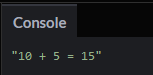 Console
"10 + 5 = 15"